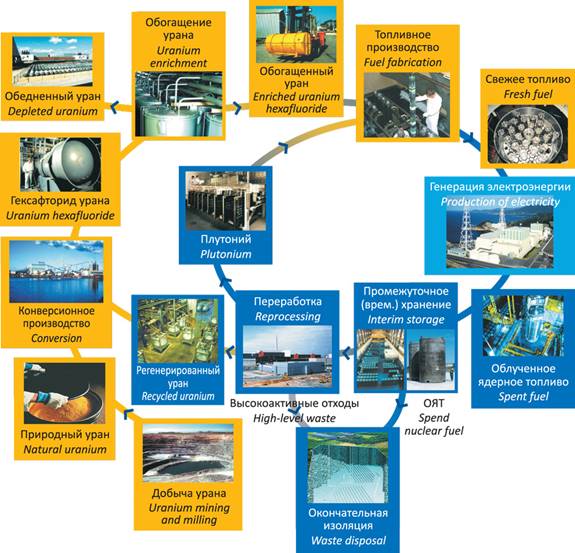 Обогащение
урана
Uranium
enrichment
Обогащенный
уран
Enriched uranium
hexafluoride
Топливное
производство
Fuel fabrication
Свежее топливо
Fresh fuel
Обедненный уран
Depleted uranium
Гексафторид урана
Uranium hexafluoride
Плутоний
Plutonium
Генерация электроэнергии
Production of electricity
Конверсионное
производство
Conversion
Регенерированный
уран
Recycled uranium
Переработка
Reprocessing
Промежуточное
(врем.) хранение
Interim storage
Облученное
ядерное топливо
Spent fuel
Высокоактивные отходы
High-level waste
ОЯТ
Spend
nuclear fuel
Природный уран
Natural uranium
Добыча урана
Uranium mining
and milling
Окончательная
изоляция
Waste disposal